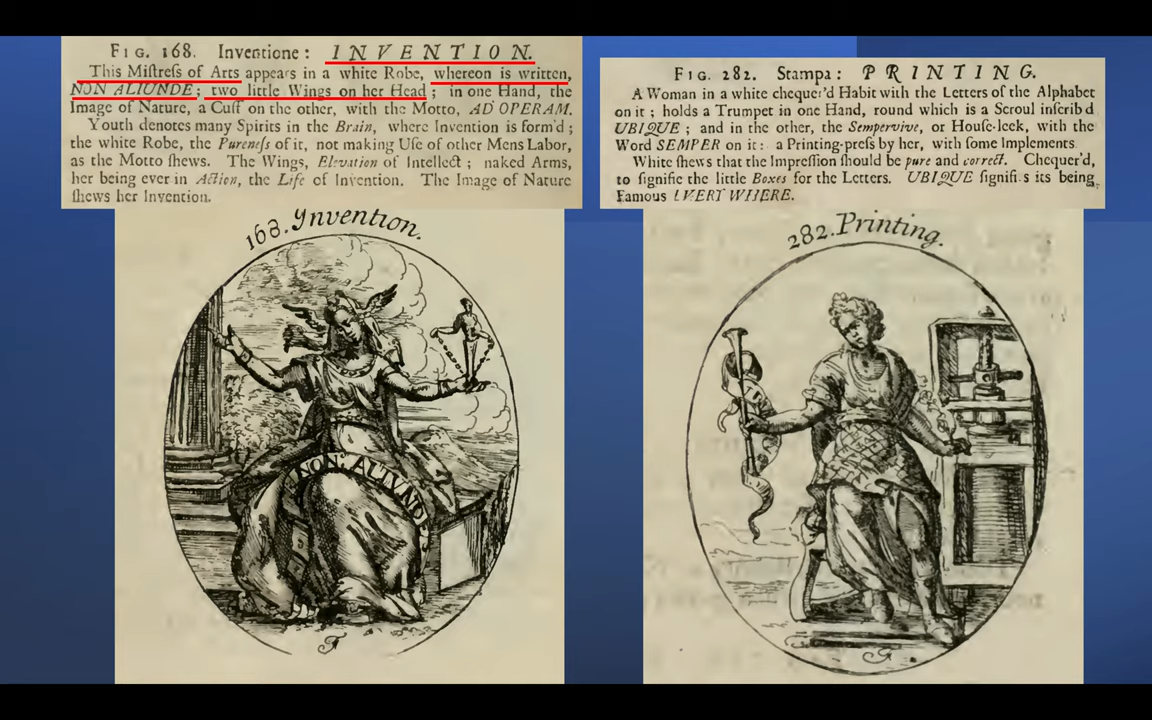 FIG. 168. Inventione: INVENTION.
This Miſtreſs of Arts appears in a white Robe, whereon is written,
NON ALIUNDE; two little Wings on her Head; in one Hand, the
Image of Nature, a Cuff on the other, with the Motto, AD OPERAM.
Youth denotes many Spirits in the Brain, where Invention is form'd;
the white Robe, the Pureneſs of it, not making Uſe of other Mens Labor,
as the Motto ſhews. The Wings, Elevation of Intellect; naked Arms,
her being ever in Action, the Life of Invention. The Image of Nature
ſhews her Invention.
168. Invention.
NON. ALIVND
FIG. 282. Stampa: PRINTING.
A Woman in a white chequer'd Habit with the Letters of the Alphabet
on it; holds a Trumpet in one Hand, round which is a Scroul inſcrib'd
UBIQUE; and in the other, the Sempervive, or Houſe-leek, with the
Word SEMPER on it: a Printing-preſs by her, with ſome Implements.
White ſhews that the Impreſſion ſhould be pure and correct. Chequer'd,
to ſignifie the little Boxes for the Letters. UBIQUE ſignifi s its being
Famous EVERY WHERE.
282. Printing.